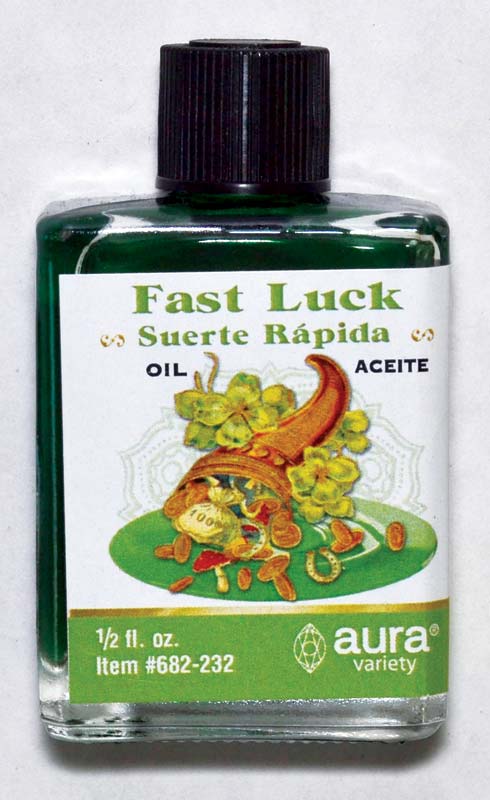 Fast Luck
Suerte Rápida
OIL ACEITE
100
½ fl. oz.
Item #682-232
aura®
variety